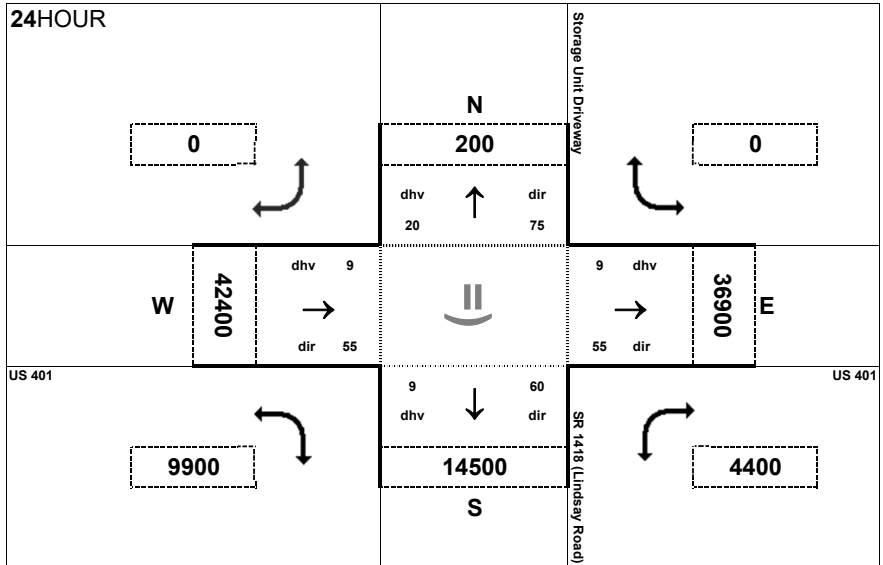 24HOUR
Storage Unit Driveway
N
0
200
0
dhv
dir
20
75
dhv 9
9 dhv
W
42400
36900
E
dir 55
55 dir
9
60
US 401
US 401
dhv
dir
SR 1418 (Lindsay Road)
9900
14500
4400
S